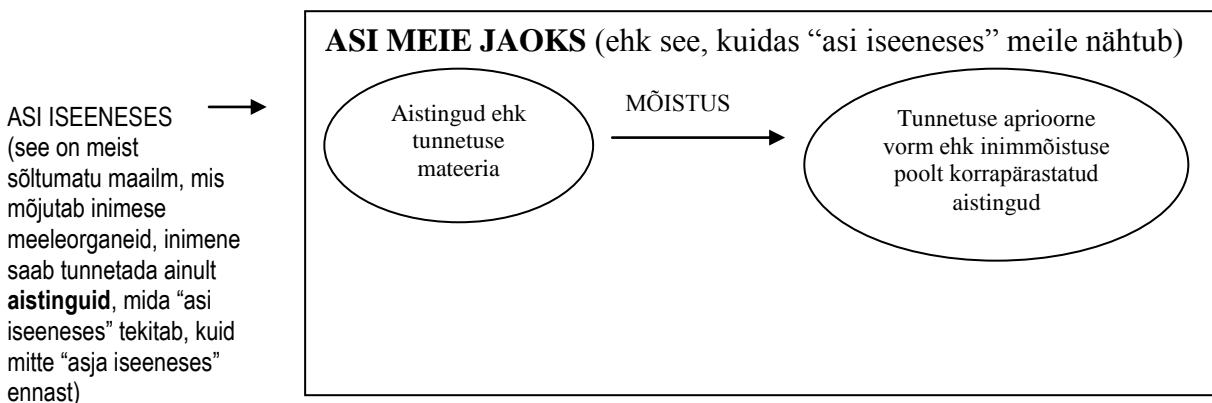 ASI ISEENESES
(see on meist
sõltumatu maailm, mis
mõjutab inimese
meeleorganeid, inimene
saab tunnetada ainult
aistinguid, mida “asi
iseeneses” tekitab, kuid
mitte “asja iseeneses”
ennast)
ASI MEIE JAOKS (ehk see, kuidas “asi iseeneses” meile nähtub)
Aistingud ehk
tunnetuse
mateeria
MÕISTUS
Tunnetuse aprioorne
vorm ehk inimmõistuse
poolt korrapärastatud
aistingud